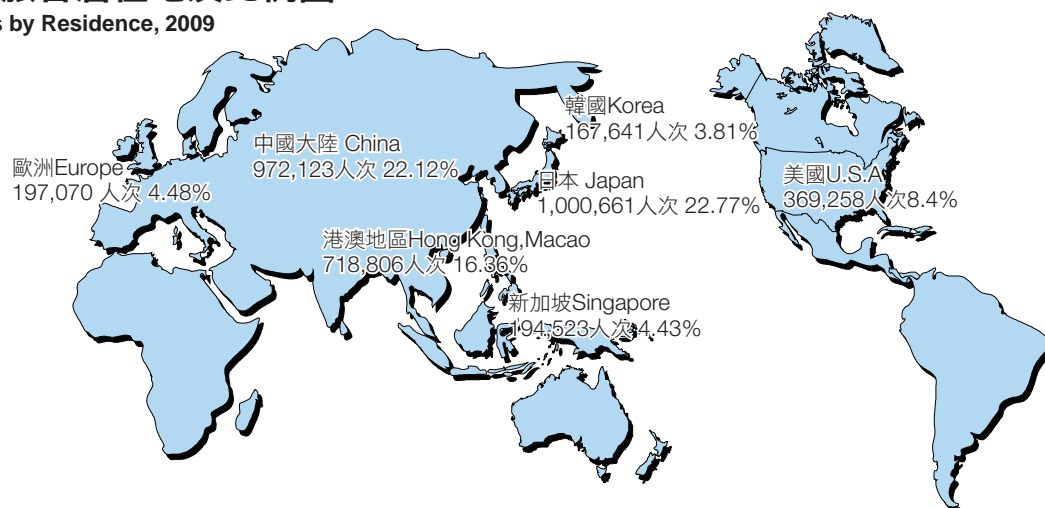 s by Residence, 2009
韓國Korea
167,641人次 3.81%
中國大陸 China
972,123人次 22.12%
歐洲Europe
197,070 人次 4.48%
日本 Japan
1,000,661人次 22.77%
美國U.S.A
369,258人次8.4%
港澳地區Hong Kong,Macao
718,806人次 16.36%
新加坡Singapore
194,523人次 4.43%